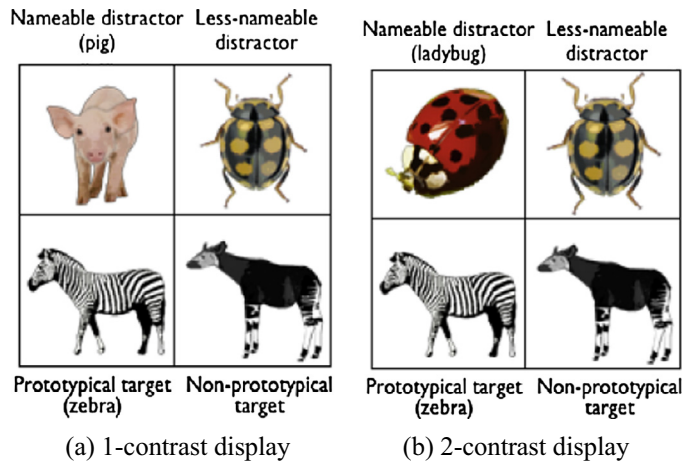 Nameable distractor
(pig)
Less-nameable
distractor
Prototypical target
(zebra)
Non-prototypical
target
(a) 1-contrast display
Nameable distractor
(ladybug)
Less-nameable
distractor
Prototypical target
(zebra)
Non-prototypical
target
(b) 2-contrast display